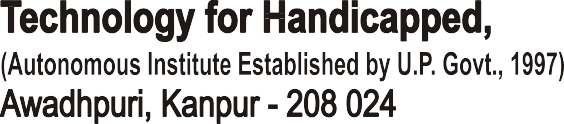 Technology for Handicapped,
(Autonomous Institute Established by U.P. Govt., 1997)
Awadhpuri, Kanpur - 208 024